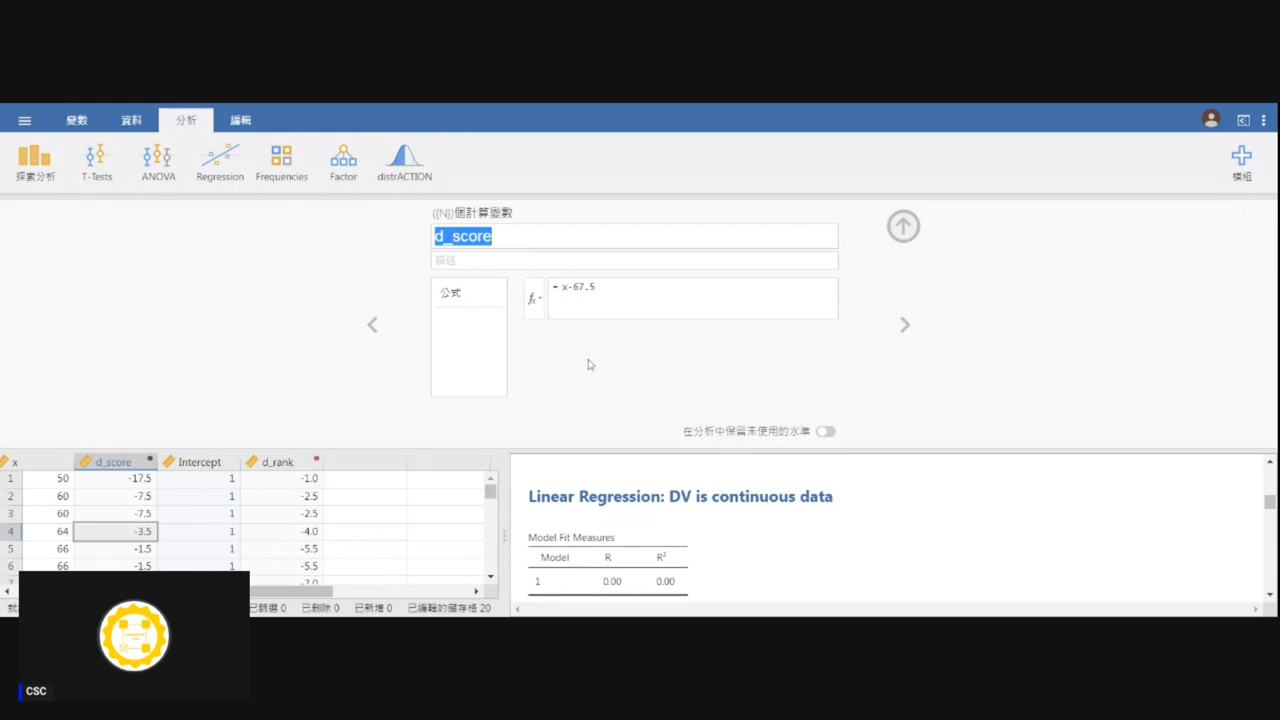 變數 資料 分析 編輯
探索分析 T-Tests ANOVA Regression Frequencies Factor distrACTION 模組
({N})個計算變數
d_score
描述
公式
fx
= x-67.5
在分析中保留未使用的水準
x d_score Intercept d_rank
1 50 -17.5 1 -1.0
2 60 -7.5 1 -2.5
3 60 -7.5 1 -2.5
4 64 -3.5 1 -4.0
5 66 -1.5 1 -5.5
6 66 -1.5 1 -5.5
-7.0
已篩選 0 已刪除 0 已新增 0 已編輯的儲存格 20
Linear Regression: DV is continuous data
Model Fit Measures
Model R R²
1 0.00 0.00
CSC